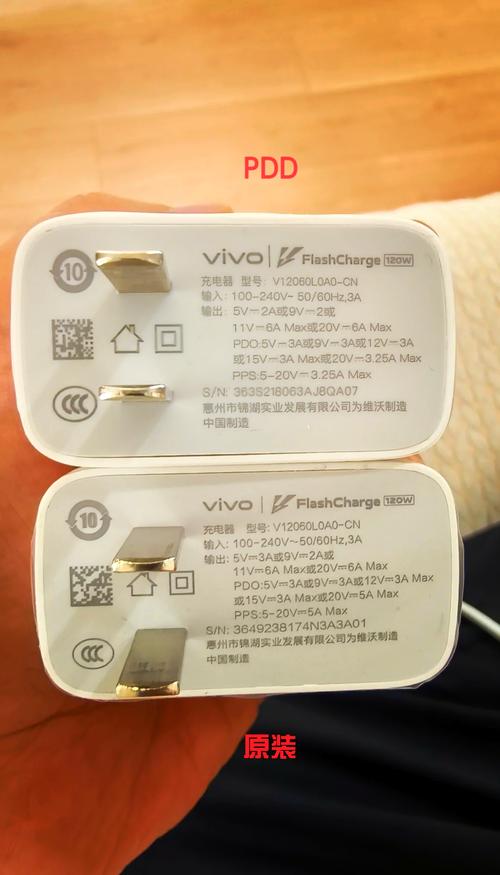 PDD
10
vivo FlashCharge 120W
充电器 型号: V12060L0A0-CN
输入: 100-240V~ 50/60Hz,3A
输出: 5V⎓2A或9V⎓2或
11V⎓6A Max或20V⎓6A Max
PDO:5V⎓3A或9V⎓3A或12V⎓3A
或15V⎓3A Max或20V⎓3.25A Max
PPS:5-20V⎓3.25A Max
S/N: 363S218063AJ8QA07
惠州市锦湖实业发展有限公司为维沃制造
中国制造
10
vivo FlashCharge 120W
充电器 型号: V12060L0A0-CN
输入: 100-240V~50/60Hz,3A
输出: 5V⎓3A或9V⎓2A或
11V⎓6A Max或20V⎓6A Max
PDO:5V⎓3A或9V⎓3A或12V⎓3A Max
或15V⎓3A Max或20V⎓5A Max
PPS:5-20V⎓5A Max
S/N: 3649238174N3A3A01
惠州市锦湖实业发展有限公司为维沃制造
中国制造
原装